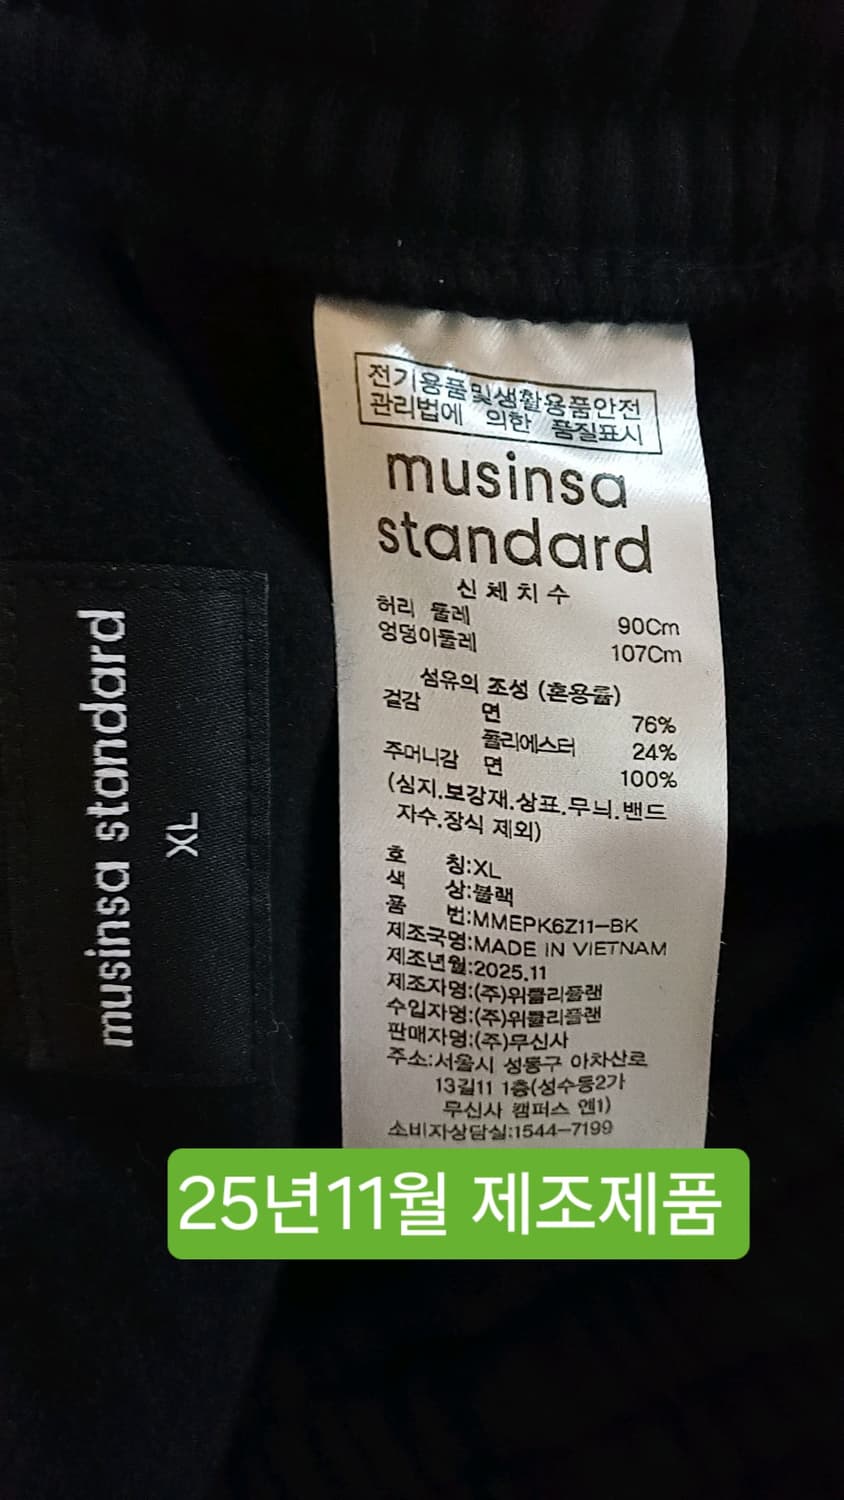 전기용품및생활용품안전
관리법에 의한 품질표시
musinsa
standard
신체치수
허리 둘레 90Cm
엉덩이둘레 107Cm
섬유의 조성 (혼용률)
겉감 면 76%
폴리에스터 24%
주머니감 면 100%
(심지.보강재.상표.무늬.밴드
자수.장식 제외)
호 칭:XL
색 상:블랙
품 번:MMEPK6Z11-BK
제조국명:MADE IN VIETNAM
제조년월:2025.11
제조자명:(주)위클리플랜
수입자명:(주)위클리플랜
판매자명:(주)무신사
주소:서울시 성동구 아차산로
13길11 1층(성수동2가
무신사 캠퍼스 엔1)
소비자상담실:1544-7199
musinsa standard
XL
25년11월 제조제품